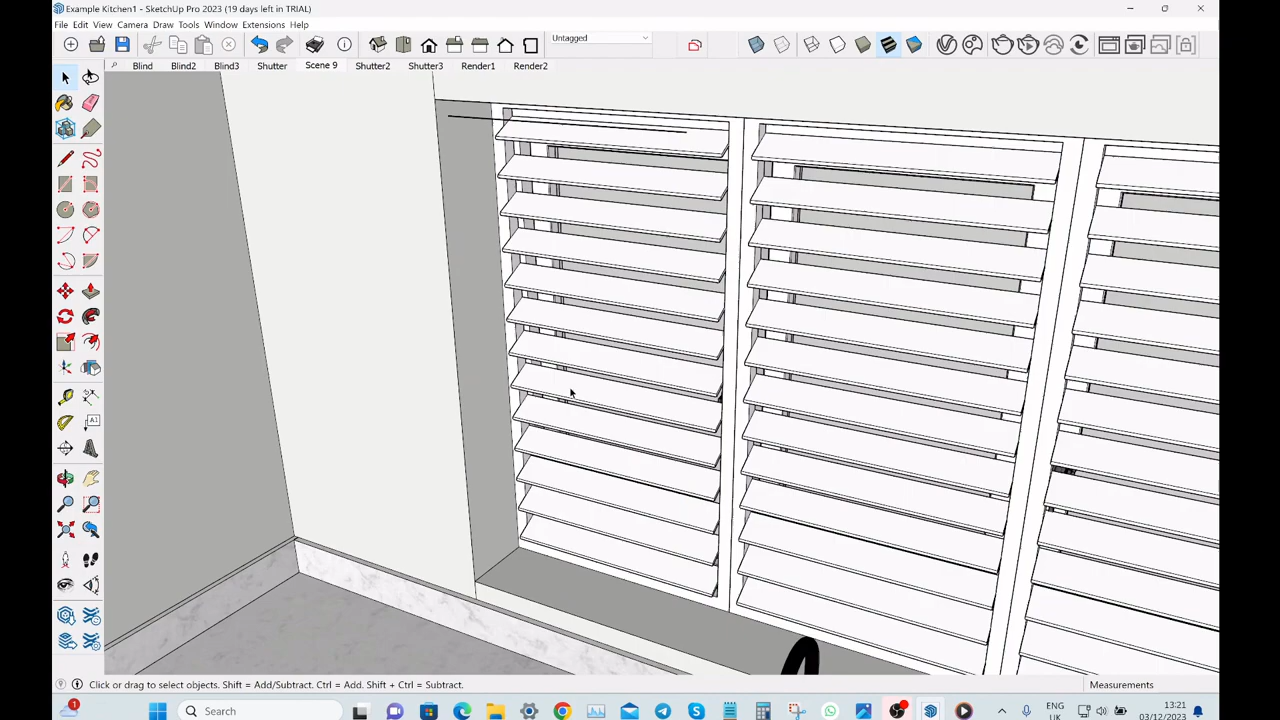 Example Kitchen1 - SketchUp Pro 2023 (19 days left in TRIAL)
File Edit View Camera Draw Tools Window Extensions Help
Untagged
Blind Blind2 Blind3 Shutter Scene 9 Shutter2 Shutter3 Render1 Render2
A1
Click or drag to select objects. Shift = Add/Subtract. Ctrl = Add. Shift + Ctrl = Subtract.
Measurements
1
Search
ENG
UK
13:21
03/12/2023